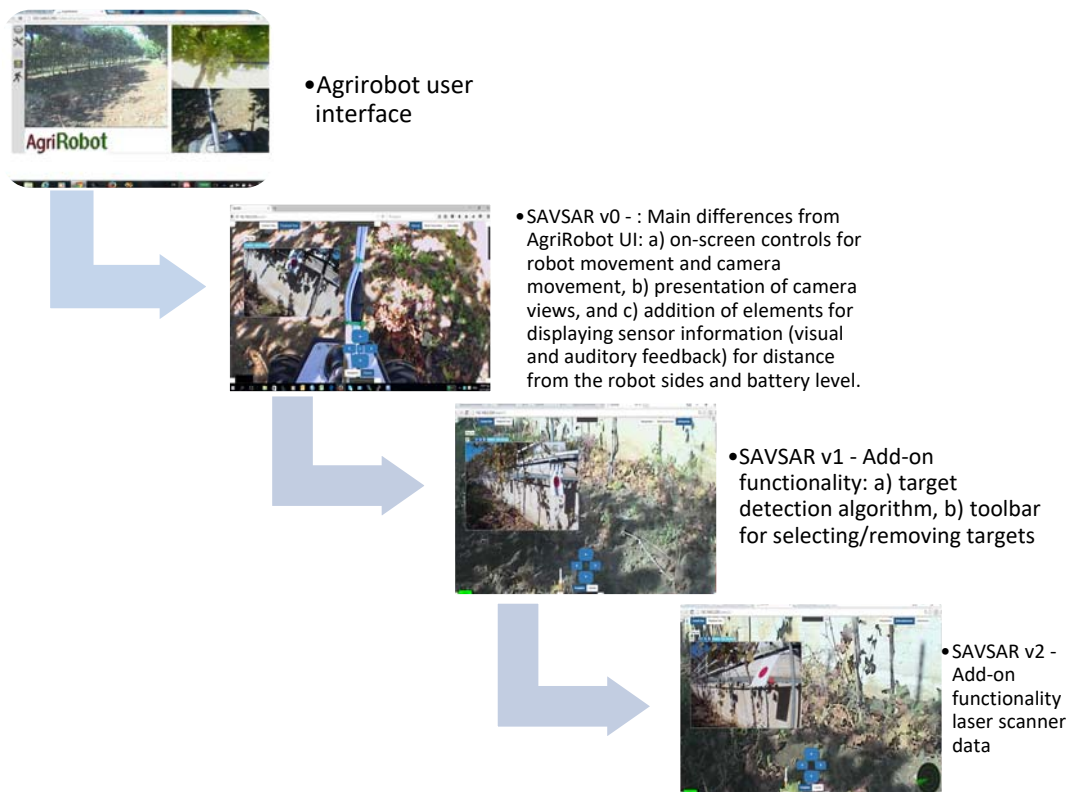 AgriRobot
•Agrirobot user
interface
•SAVSAR v0 - : Main differences from
AgriRobot UI: a) on-screen controls for
robot movement and camera
movement, b) presentation of camera
views, and c) addition of elements for
displaying sensor information (visual
and auditory feedback) for distance
from the robot sides and battery level.
•SAVSAR v1 - Add-on
functionality: a) target
detection algorithm, b) toolbar
for selecting/removing targets
•SAVSAR v2 -
Add-on
functionality
laser scanner
data